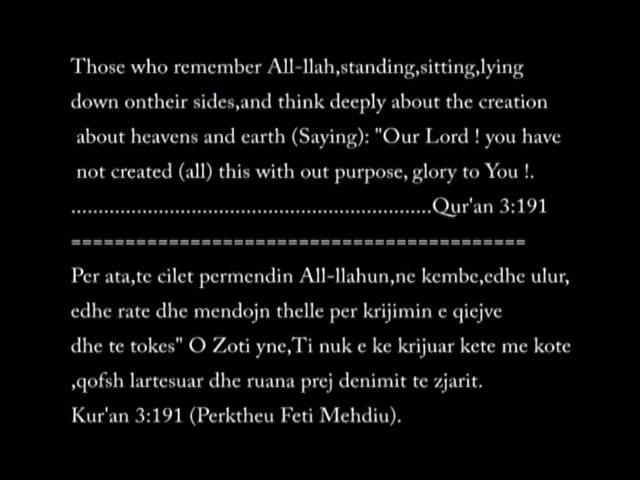 Those who remember All-llah,standing,sitting,lying
down ontheir sides,and think deeply about the creation
about heavens and earth (Saying): "Our Lord ! you have
not created (all) this with out purpose, glory to You !.
..................................................................Qur'an 3:191
==========================================
Per ata,te cilet permendin All-llahun,ne kembe,edhe ulur,
edhe rate dhe mendojn thelle per krijimin e qiejve
dhe te tokes" O Zoti yne,Ti nuk e ke krijuar kete me kote
,qofsh lartesuar dhe ruana prej denimit te zjarit.
Kur'an 3:191 (Perktheu Feti Mehdiu).